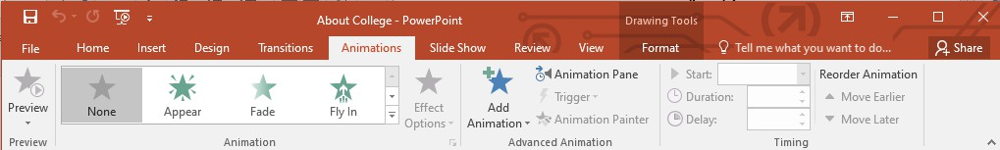 About College - PowerPoint
Drawing Tools
File Home Insert Design Transitions Animations Slide Show Review View Format Tell me what you want to do... Share
Preview
None
Appear
Fade
Fly In
Effect
Options
Add
Animation
Animation Pane
Trigger
Animation Painter
Start:
Duration:
Delay:
Reorder Animation
Move Earlier
Move Later
Preview
Animation
Advanced Animation
Timing